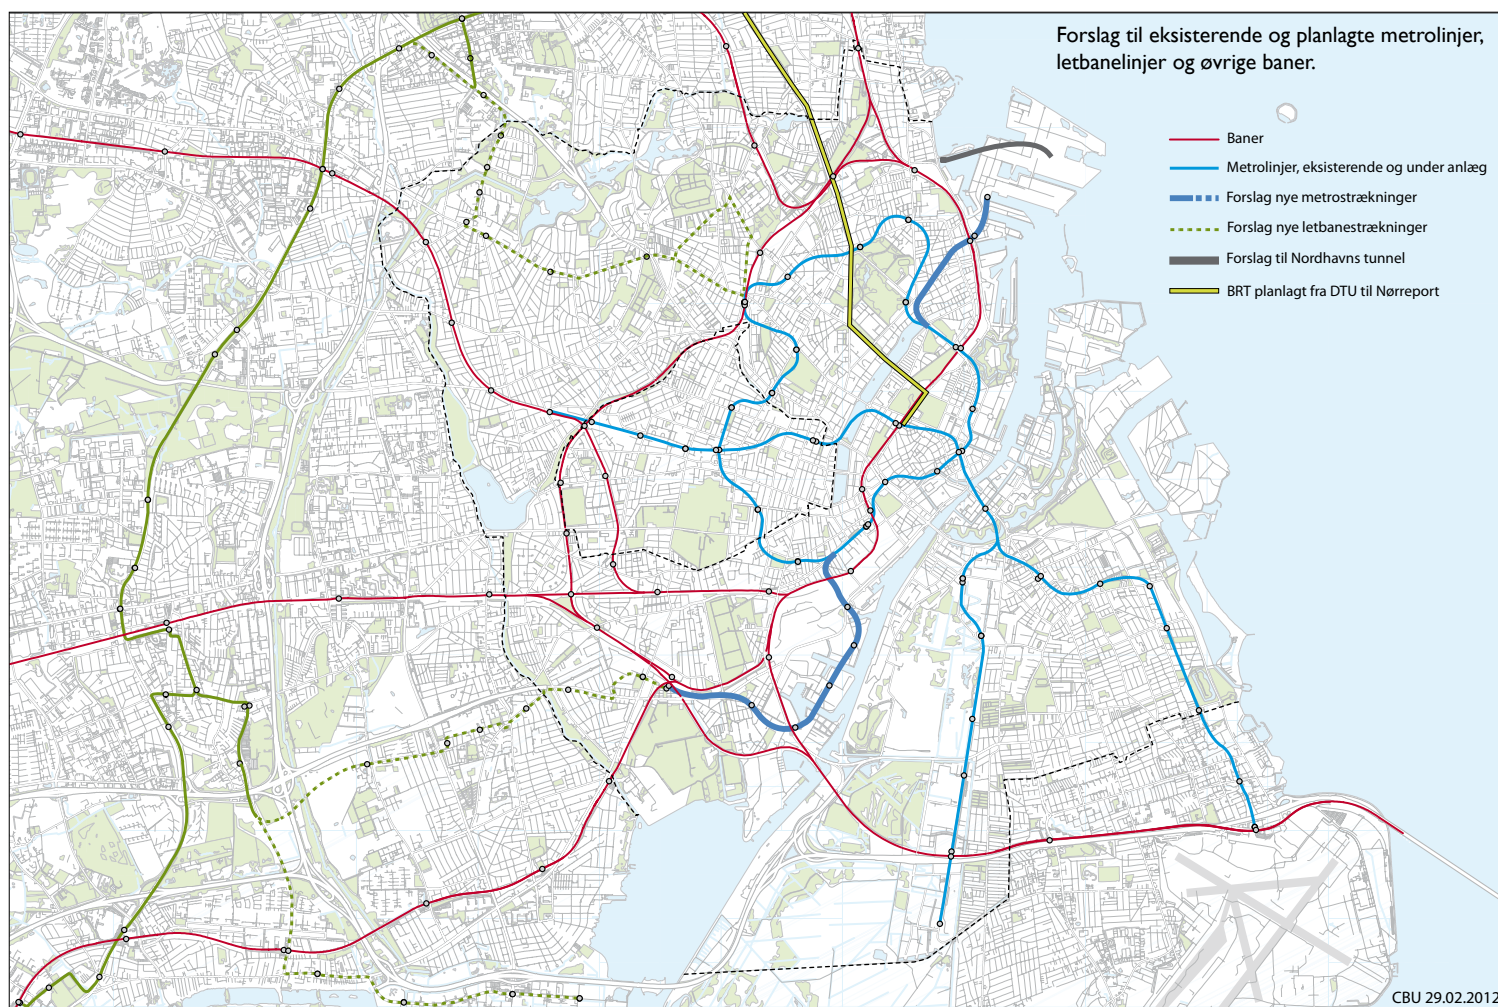 Forslag til eksisterende og planlagte metrolinjer,
letbanelinjer og øvrige baner.
Baner
Metrolinjer, eksisterende og under anlæg
Forslag nye metrostrækninger
Forslag nye letbanestrækninger
Forslag til Nordhavns tunnel
BRT planlagt fra DTU til Nørreport
CBU 29.02.2012